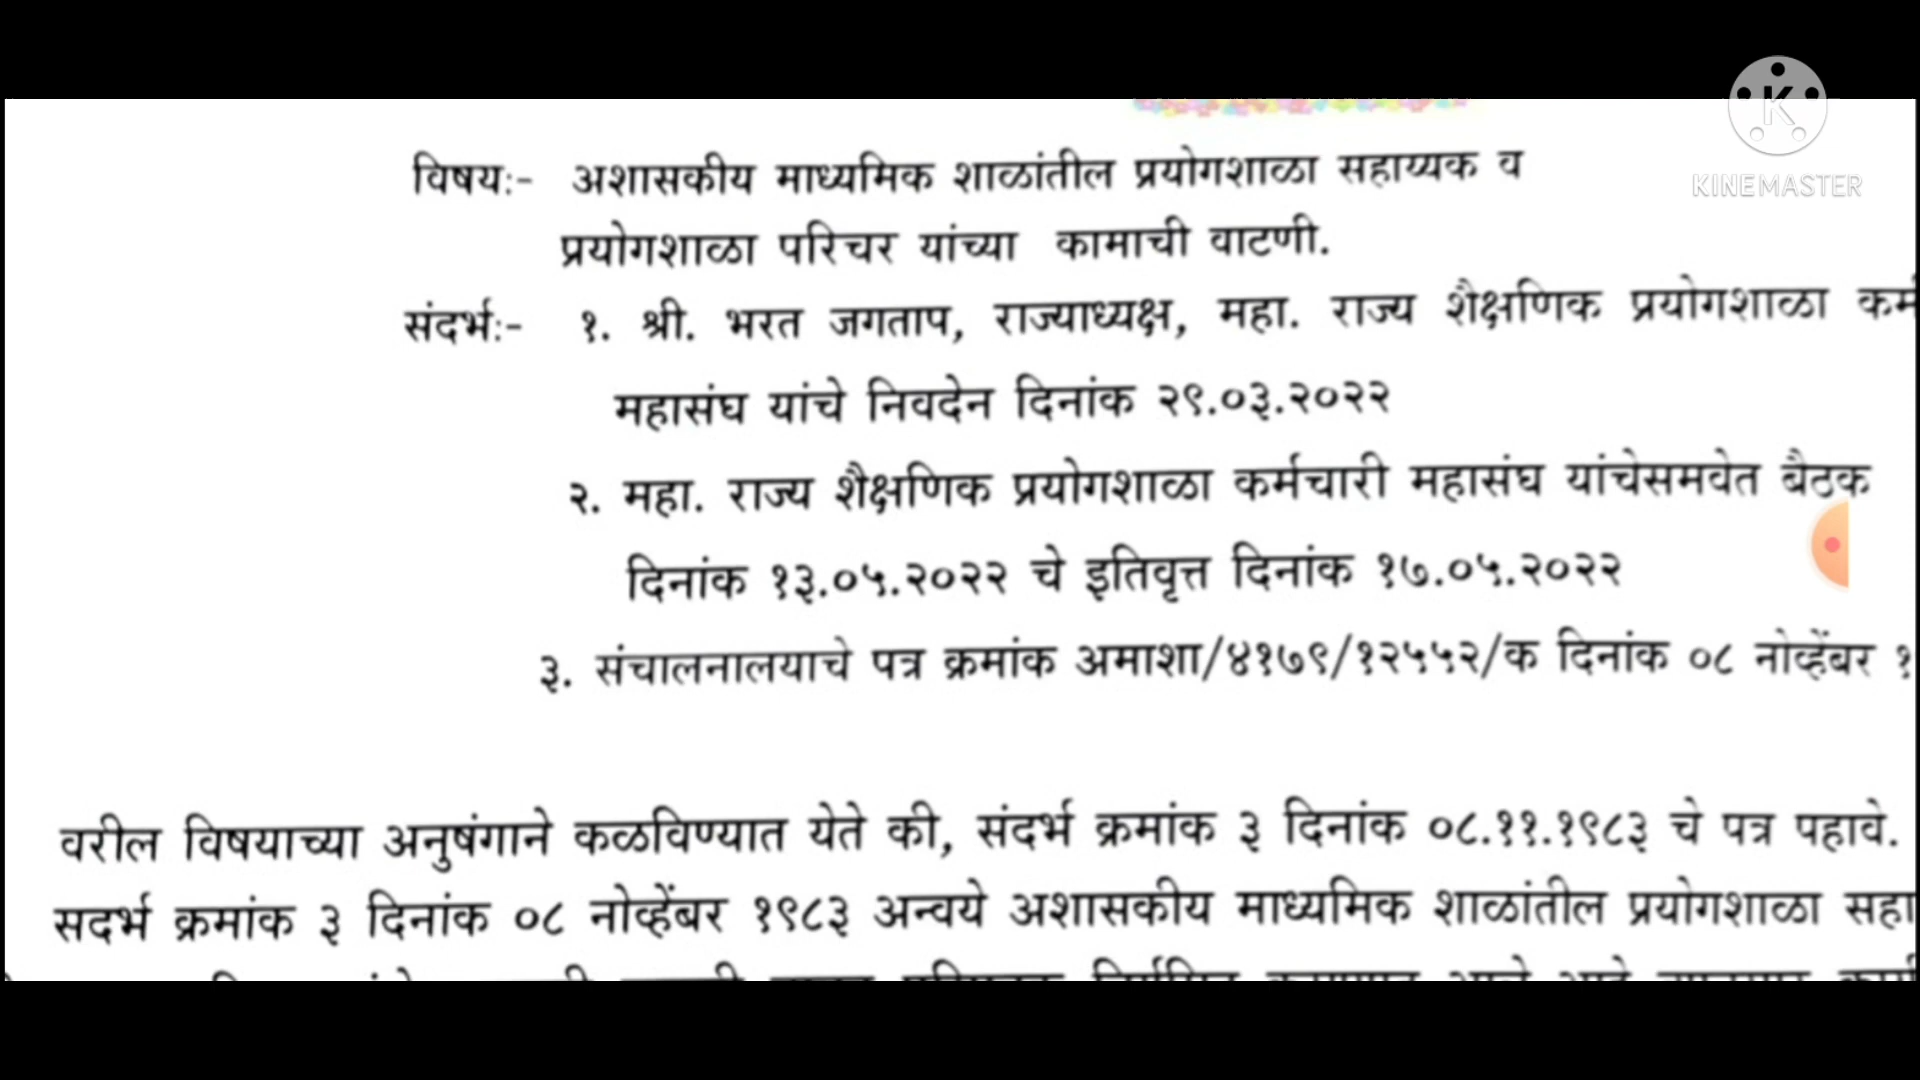 विषय:- अशासकीय माध्यमिक शाळांतील प्रयोगशाळा सहाय्यक व
प्रयोगशाळा परिचर यांच्या कामाची वाटणी.
संदर्भ:- १. श्री. भरत जगताप, राज्याध्यक्ष, महा. राज्य शैक्षणिक प्रयोगशाळा
महासंघ यांचे निवदेन दिनांक २९.०३.२०२२
२. महा. राज्य शैक्षणिक प्रयोगशाळा कर्मचारी महासंघ यांचेसमवेत बैठक
दिनांक १३.०५.२०२२ चे इतिवृत्त दिनांक १७.०५.२०२२
३. संचालनालयाचे पत्र क्रमांक अमाशा/४१७९/१२५५२/क दिनांक ०८ नोव्हेंबर १
वरील विषयाच्या अनुषंगाने कळविण्यात येते की, संदर्भ क्रमांक ३ दिनांक ०८.११.१९८३ चे पत्र पहावे.
सदर्भ क्रमांक ३ दिनांक ०८ नोव्हेंबर १९८३ अन्वये अशासकीय माध्यमिक शाळांतील प्रयोगशाळा सहा
K
KINEMASTER